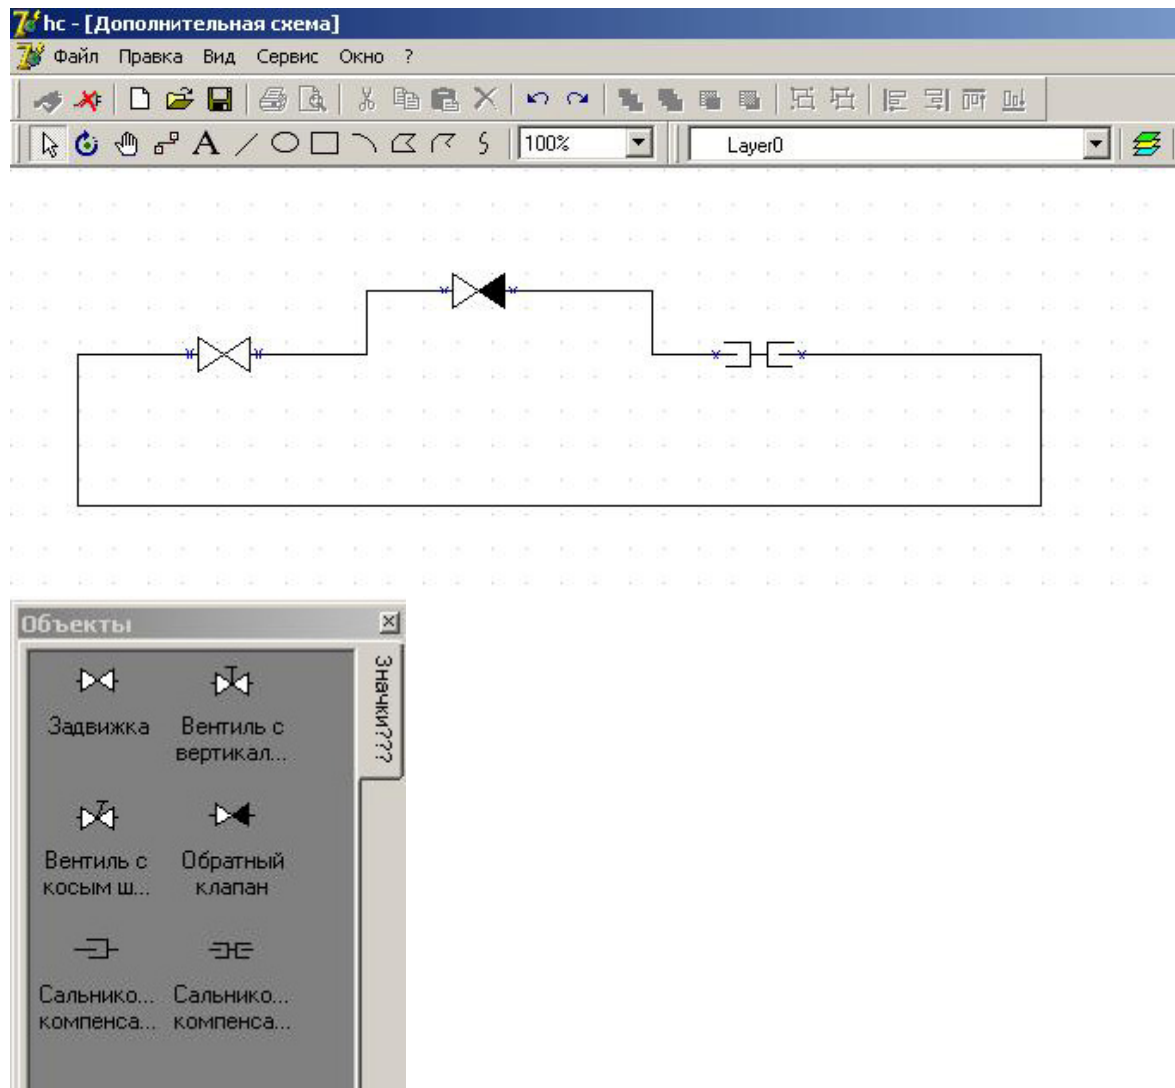 hc - [Дополнительная схема]
Файл Правка Вид Сервис Окно ?
A 100% Layer0
Объекты
Значки???
Задвижка
Вентиль с
вертикал...
Вентиль с
косым ш...
Обратный
клапан
Сальнико...
компенса...
Сальнико...
компенса...